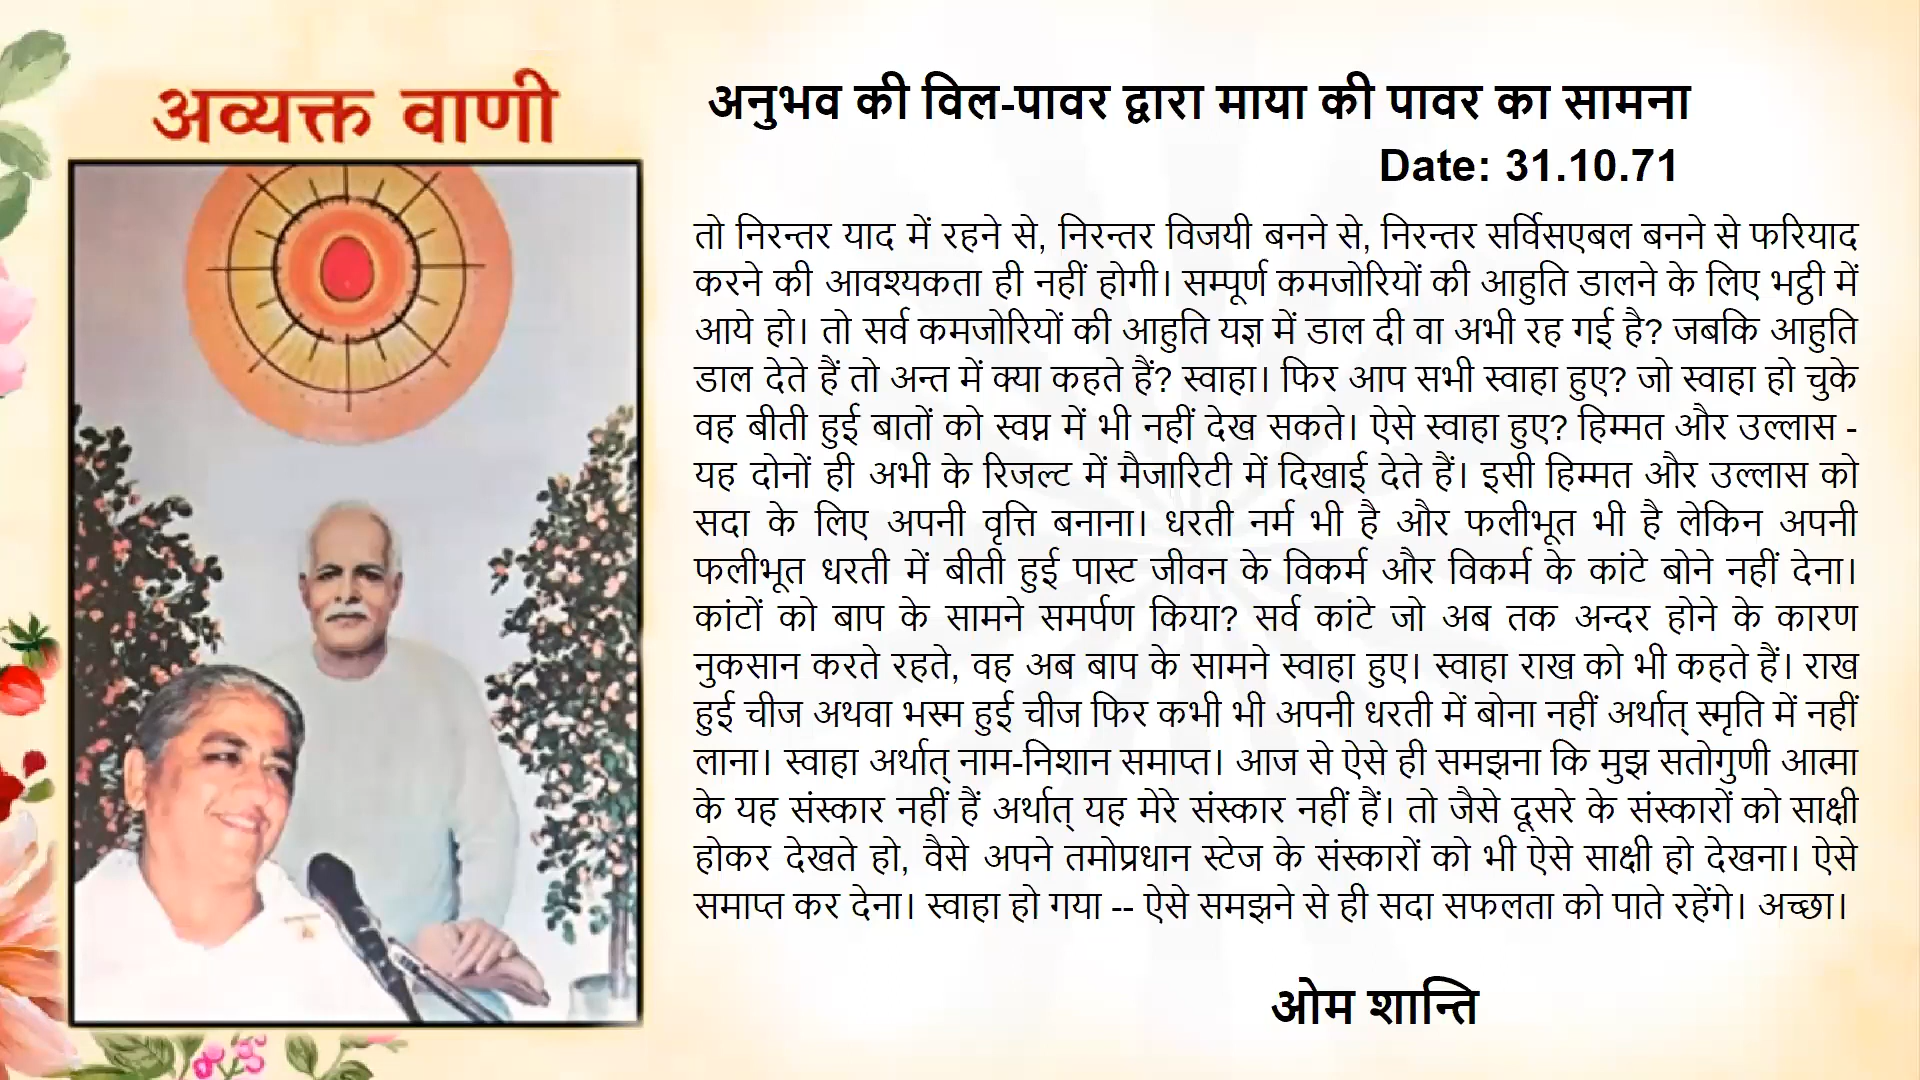 अव्यक्त वाणी
अनुभव की विल-पावर द्वारा माया की पावर का सामना
Date: 31.10.71
तो निरन्तर याद में रहने से, निरन्तर विजयी बनने से, निरन्तर सर्विसएबल बनने से फरियाद
करने की आवश्यकता ही नहीं होगी। सम्पूर्ण कमजोरियों की आहुति डालने के लिए भट्ठी में
आये हो। तो सर्व कमजोरियों की आहुति यज्ञ में डाल दी वा अभी रह गई है? जबकि आहुति
डाल देते हैं तो अन्त में क्या कहते हैं? स्वाहा। फिर आप सभी स्वाहा हुए? जो स्वाहा हो चुके
वह बीती हुई बातों को स्वप्न में भी नहीं देख सकते। ऐसे स्वाहा हुए? हिम्मत और उल्लास -
यह दोनों ही अभी के रिजल्ट में मैजारिटी में दिखाई देते हैं। इसी हिम्मत और उल्लास को
सदा के लिए अपनी वृत्ति बनाना। धरती नर्म भी है और फलीभूत भी है लेकिन अपनी
फलीभूत धरती में बीती हुई पास्ट जीवन के विकर्म और विकर्म के कांटे बोने नहीं देना।
कांटों को बाप के सामने समर्पण किया? सर्व कांटे जो अब तक अन्दर होने के कारण
नुकसान करते रहते, वह अब बाप के सामने स्वाहा हुए। स्वाहा राख को भी कहते हैं। राख
हुई चीज अथवा भस्म हुई चीज फिर कभी भी अपनी धरती में बोना नहीं अर्थात् स्मृति में नहीं
लाना। स्वाहा अर्थात् नाम-निशान समाप्त। आज से ऐसे ही समझना कि मुझ सतोगुणी आत्मा
के यह संस्कार नहीं हैं अर्थात् यह मेरे संस्कार नहीं हैं। तो जैसे दूसरे के संस्कारों को साक्षी
होकर देखते हो, वैसे अपने तमोप्रधान स्टेज के संस्कारों को भी ऐसे साक्षी हो देखना। ऐसे
समाप्त कर देना। स्वाहा हो गया -- ऐसे समझने से ही सदा सफलता को पाते रहेंगे। अच्छा।
ओम शान्ति